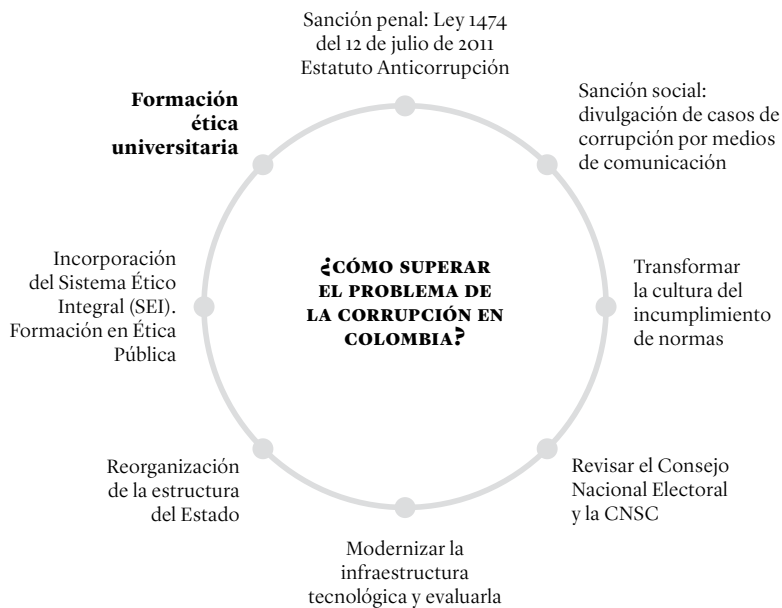 Sanción penal: Ley 1474
del 12 de julio de 2011
Estatuto Anticorrupción
Sanción social:
divulgación de casos de
corrupción por medios
de comunicación
Transformar
la cultura del
incumplimiento
de normas
Revisar el Consejo
Nacional Electoral
y la CNSC
Modernizar la
infraestructura
tecnológica y evaluarla
Reorganización
de la estructura
del Estado
Incorporación
del Sistema Ético
Integral (SEI).
Formación en Ética
Pública
Formación
ética
universitaria
¿CÓMO SUPERAR
EL PROBLEMA DE
LA CORRUPCIÓN EN
COLOMBIA?